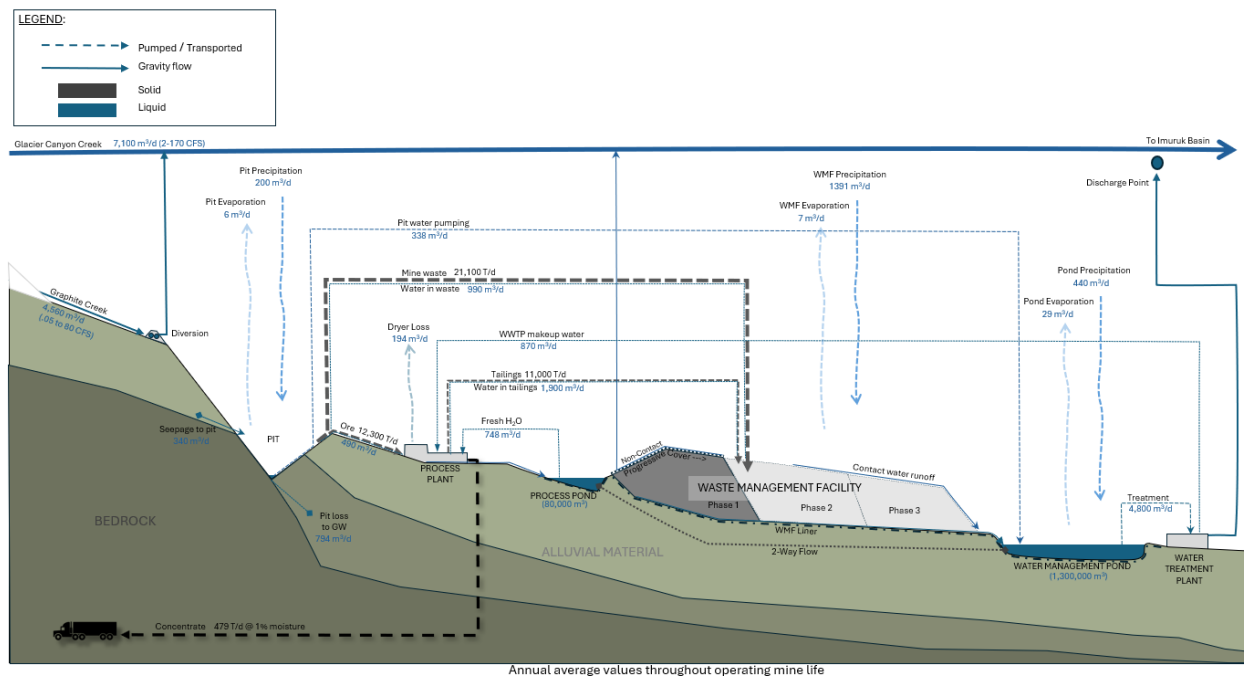 LEGEND:
Pumped / Transported
Gravity flow
Solid
Liquid
Glacier Canyon Creek 7,100 m³/d (2-170 CFS)
To Imuruk Basin
Pit Precipitation
200 m³/d
WMF Precipitation
1391 m³/d
Discharge Point
Pit Evaporation
6 m³/d
WMF Evaporation
7 m³/d
Pit water pumping
338 m³/d
Mine waste 21,100 T/d
Water in waste 990 m³/d
Pond Precipitation
440 m³/d
Pond Evaporation
29 m³/d
Graphite Creek
4,560 m³/d
(.05 to 80 CFS)
Diversion
Dryer Loss
194 m³/d
WWTP makeup water
870 m³/d
Tailings 11,000 T/d
Water in tailings 1,900 m³/d
Fresh H₂O
748 m³/d
Seepage to pit
340 m³/d
PIT
Ore 12,300 T/d
490 m³/d
PROCESS
PLANT
PROCESS POND
(80,000 m³)
Non-Contact
Progressive Cover --->
WASTE MANAGEMENT FACILITY
Phase 1
Phase 2
Phase 3
Contact water runoff
Treatment
4,800 m³/d
BEDROCK
Pit loss
to GW
794 m³/d
WMF Liner
ALLUVIAL MATERIAL
2-Way Flow
WATER MANAGEMENT POND
(1,300,000 m³)
WATER
TREATMENT
PLANT
Concentrate 479 T/d @ 1% moisture
Annual average values throughout operating mine life